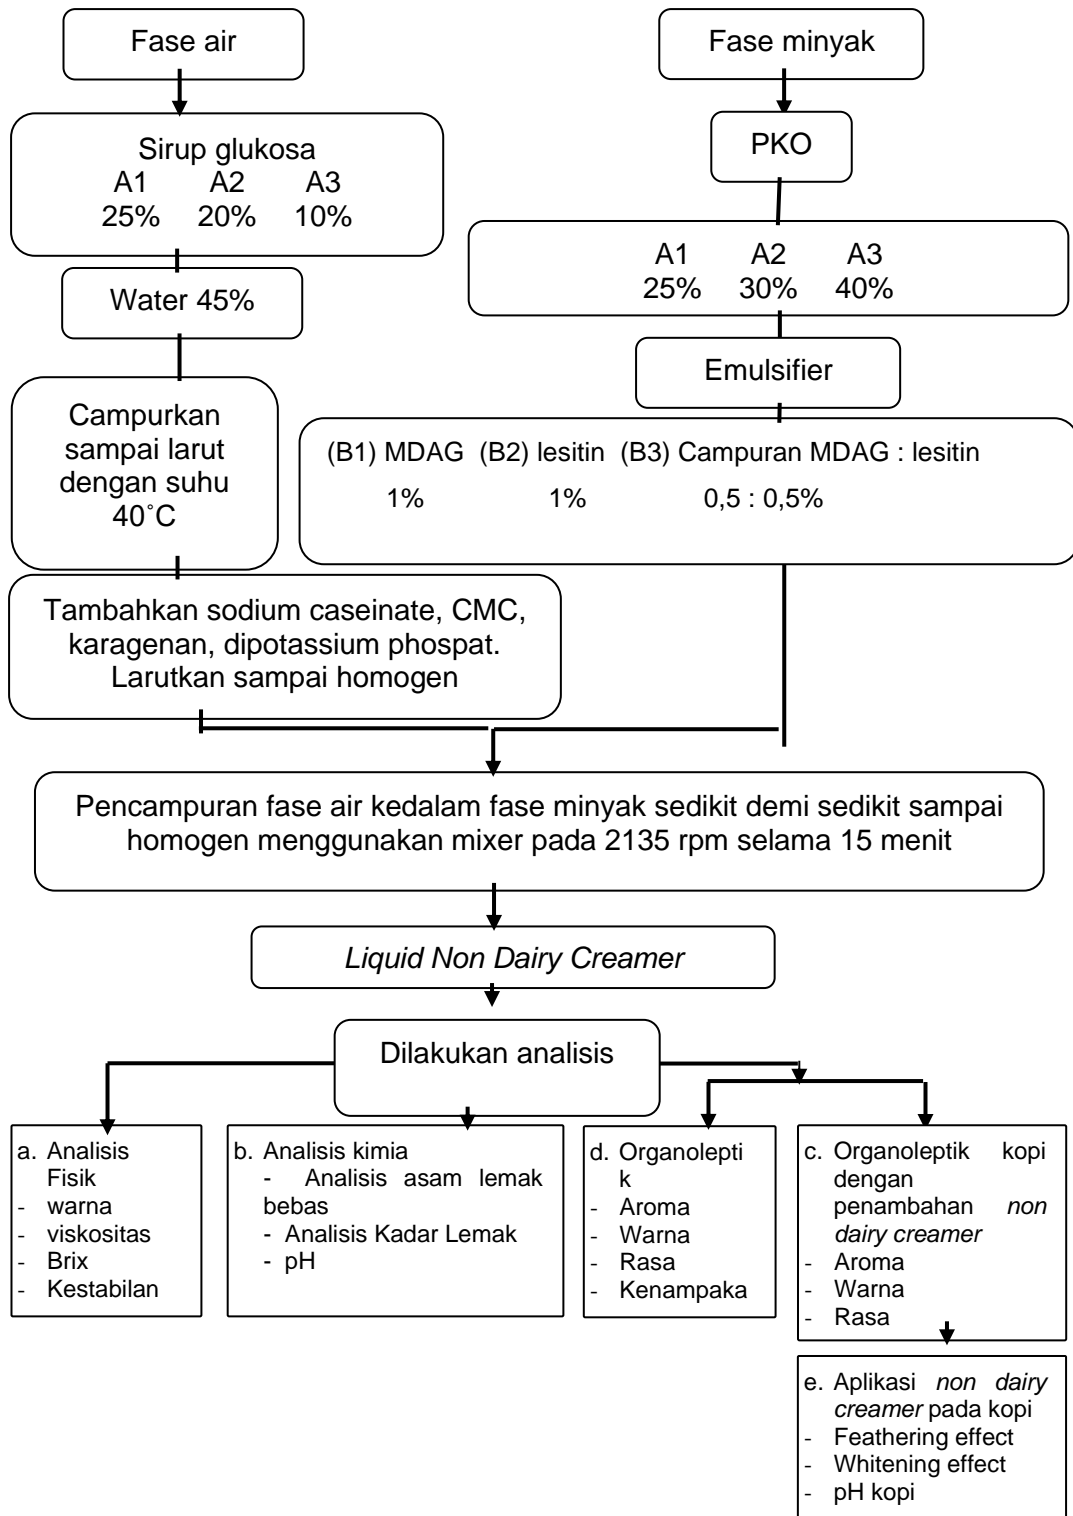 Fase air
Fase minyak
Sirup glukosa
A1 A2 A3
25% 20% 10%
PKO
A1 A2 A3
25% 30% 40%
Water 45%
Emulsifier
Campurkan
sampai larut
dengan suhu
40˚C
(B1) MDAG (B2) lesitin (B3) Campuran MDAG : lesitin
1% 1% 0,5 : 0,5%
Tambahkan sodium caseinate, CMC,
karagenan, dipotassium phospat.
Larutkan sampai homogen
Pencampuran fase air kedalam fase minyak sedikit demi sedikit sampai
homogen menggunakan mixer pada 2135 rpm selama 15 menit
Liquid Non Dairy Creamer
Dilakukan analisis
a. Analisis
Fisik
- warna
- viskositas
- Brix
- Kestabilan
b. Analisis kimia
- Analisis asam lemak
bebas
- Analisis Kadar Lemak
- pH
d. Organolepti
k
- Aroma
- Warna
- Rasa
- Kenampaka
c. Organoleptik kopi
dengan
penambahan non
dairy creamer
- Aroma
- Warna
- Rasa
e. Aplikasi non dairy
creamer pada kopi
- Feathering effect
- Whitening effect
- pH kopi